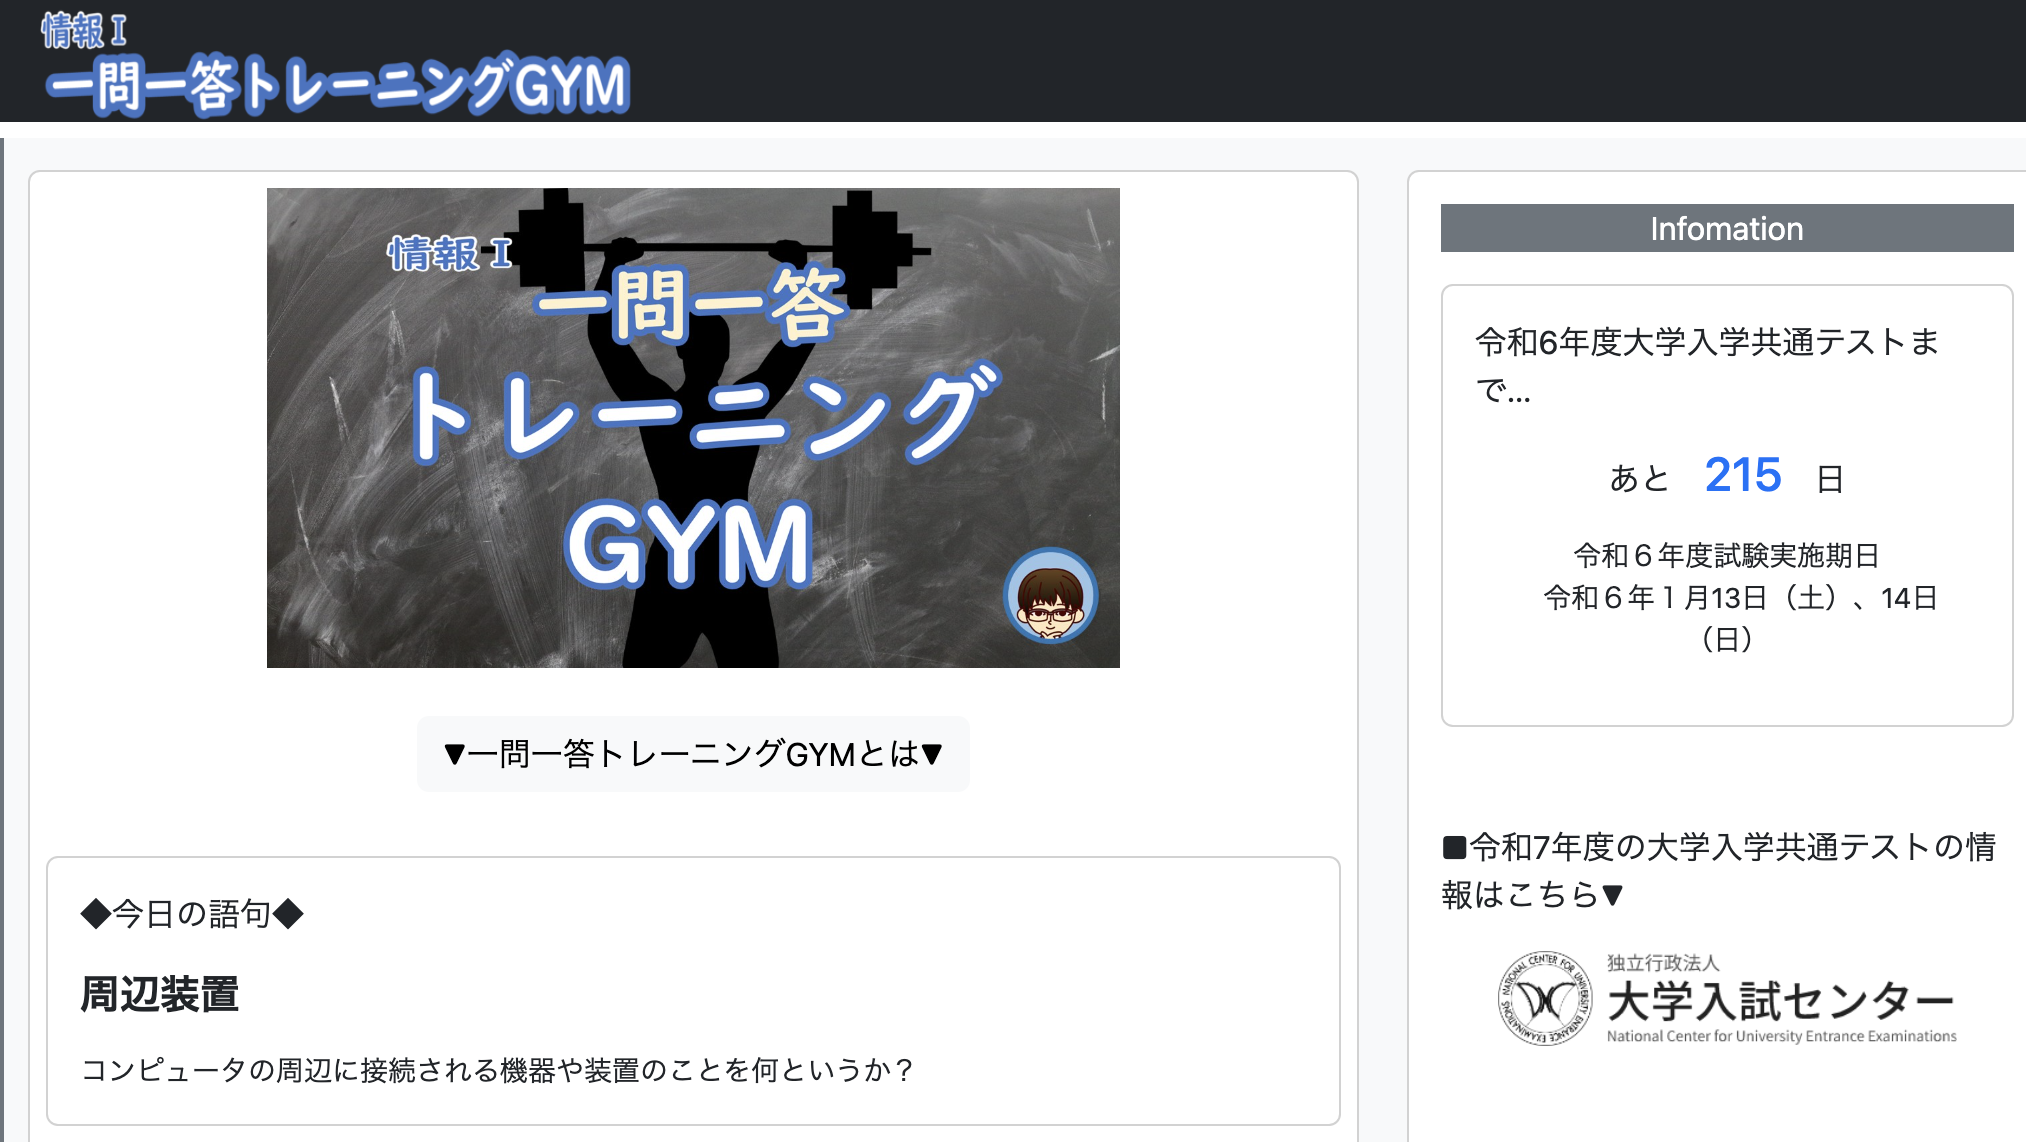 情報Ⅰ
一問一答トレーニングGYM
情報Ⅰ
一問一答
トレーニング
GYM
▼一問一答トレーニングGYMとは▼
◆今日の語句◆
周辺装置
コンピュータの周辺に接続される機器や装置のことを何というか？
Infomation
令和6年度大学入学共通テストま
で...
あと 215 日
令和６年度試験実施期日
令和６年１月13日（土）、14日
（日）
■令和7年度の大学入学共通テストの情
報はこちら▼
NATIONAL CENTER FOR UNIVERSITY ENTRANCE EXAMINATIONS
独立行政法人
大学入試センター
National Center for University Entrance Examinations